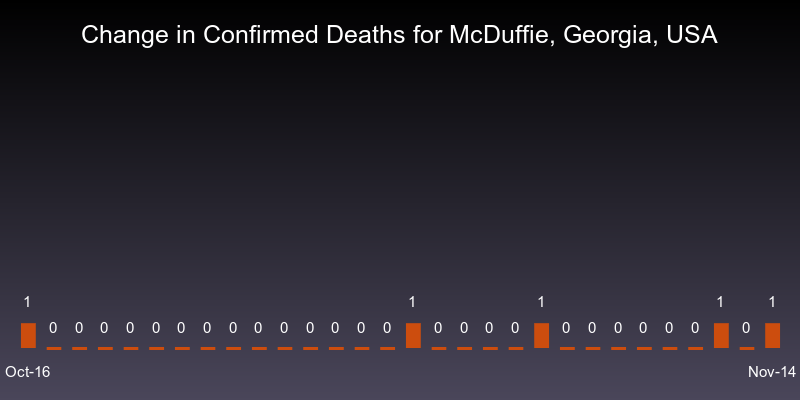 Change in Confirmed Deaths for McDuffie, Georgia, USA
1 0 0 0 0 0 0 0 0 0 0 0 0 0 0 1 0 0 0 0 1 0 0 0 0 0 0 1 0 1
Oct-16 Nov-14